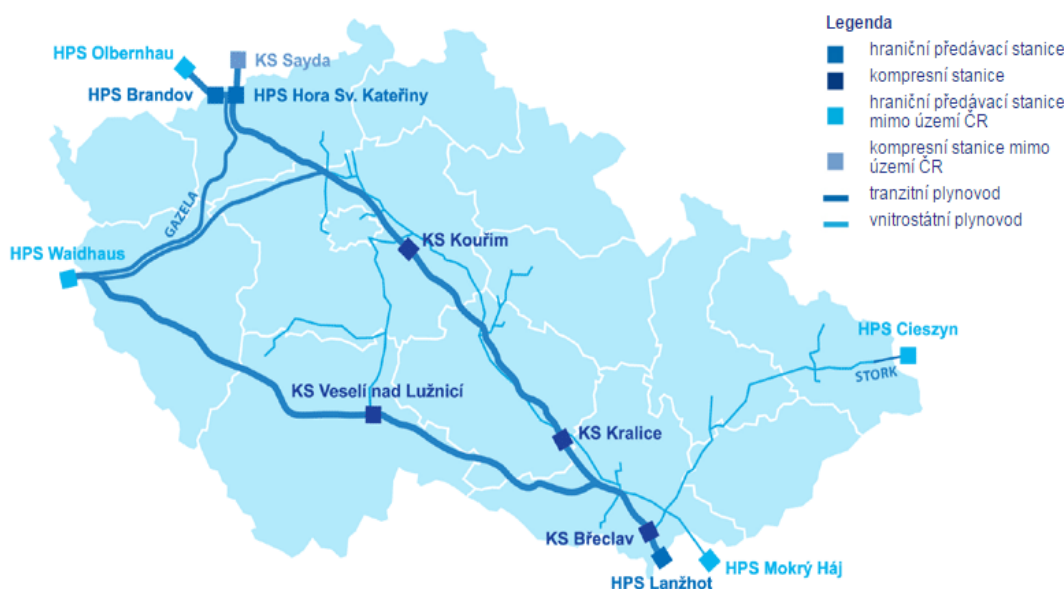 Legenda
hraniční předávací stanice
kompresní stanice
hraniční předávací stanice
mimo území ČR
kompresní stanice mimo
území ČR
tranzitní plynovod
vnitrostátní plynovod
HPS Olbernhau
KS Sayda
HPS Brandov
HPS Hora Sv. Kateřiny
GAZELA
HPS Waidhaus
KS Kouřim
HPS Cieszyn
STORK
KS Veselí nad Lužnicí
KS Kralice
KS Břeclav
HPS Lanžhot
HPS Mokrý Háj